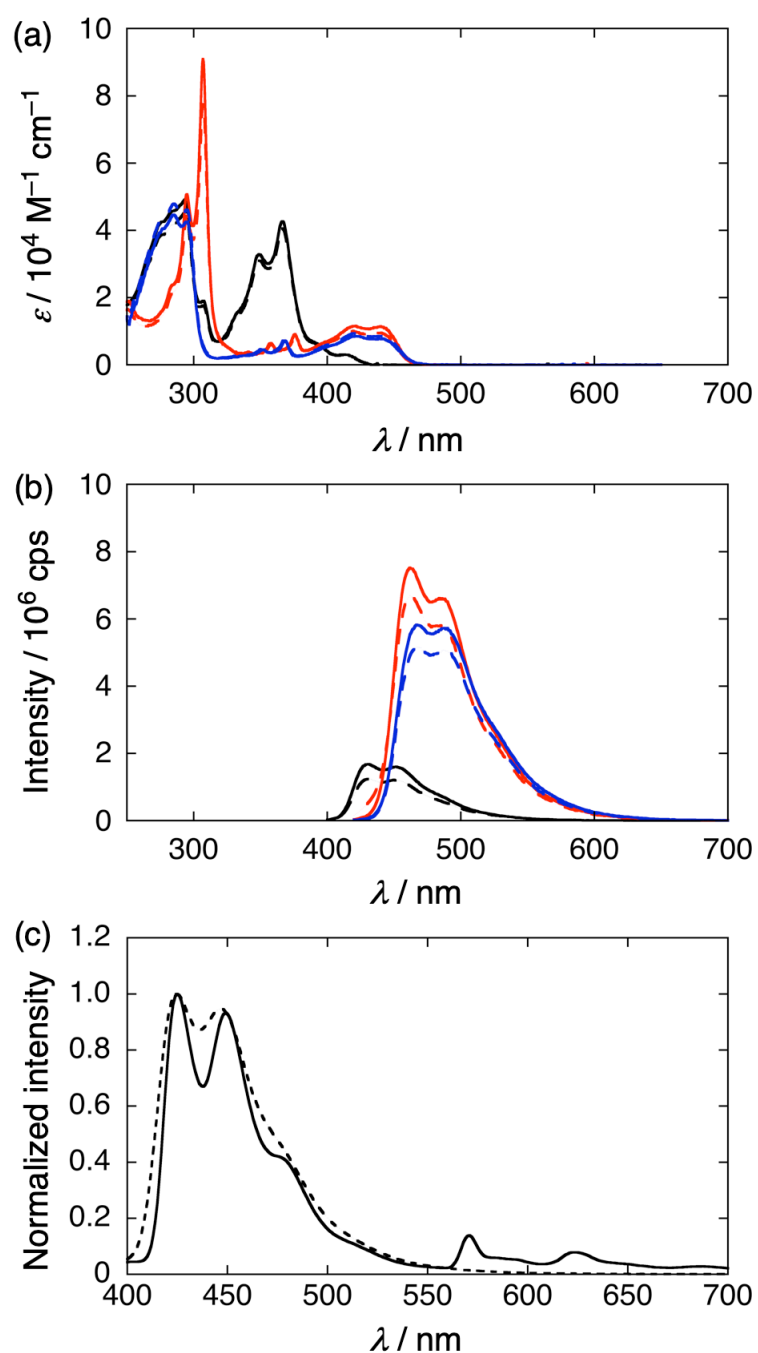 (a)
10
8
6
4
2
0
ε / 10⁴ M⁻¹ cm⁻¹
300 400 500 600 700
λ / nm
(b)
10
8
6
4
2
0
Intensity / 10⁶ cps
300 400 500 600 700
λ / nm
(c)
1.2
1.0
0.8
0.6
0.4
0.2
0
Normalized intensity
400 450 500 550 600 650 700
λ / nm